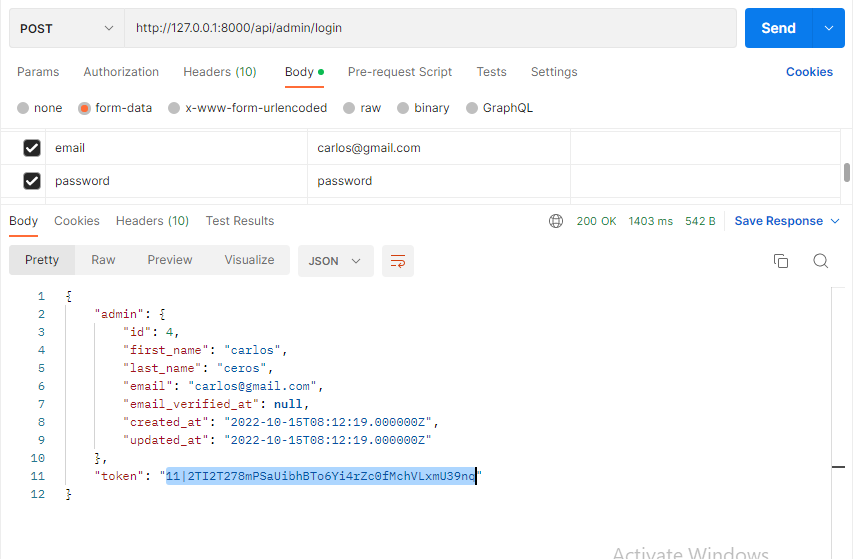 POST http://127.0.0.1:8000/api/admin/login Send
Params Authorization Headers (10) Body Pre-request Script Tests Settings Cookies
none form-data x-www-form-urlencoded raw binary GraphQL
email carlos@gmail.com
password password
Body Cookies Headers (10) Test Results 200 OK 1403 ms 542 B Save Response
Pretty Raw Preview Visualize JSON
1 {
2 "admin": {
3 "id": 4,
4 "first_name": "carlos",
5 "last_name": "ceros",
6 "email": "carlos@gmail.com",
7 "email_verified_at": null,
8 "created_at": "2022-10-15T08:12:19.000000Z",
9 "updated_at": "2022-10-15T08:12:19.000000Z"
10 },
11 "token": "11|2TI2T278mPSaUibhBTo6Yi4rZc0fMchVLxmU39nq"
12 }
Activate Windows